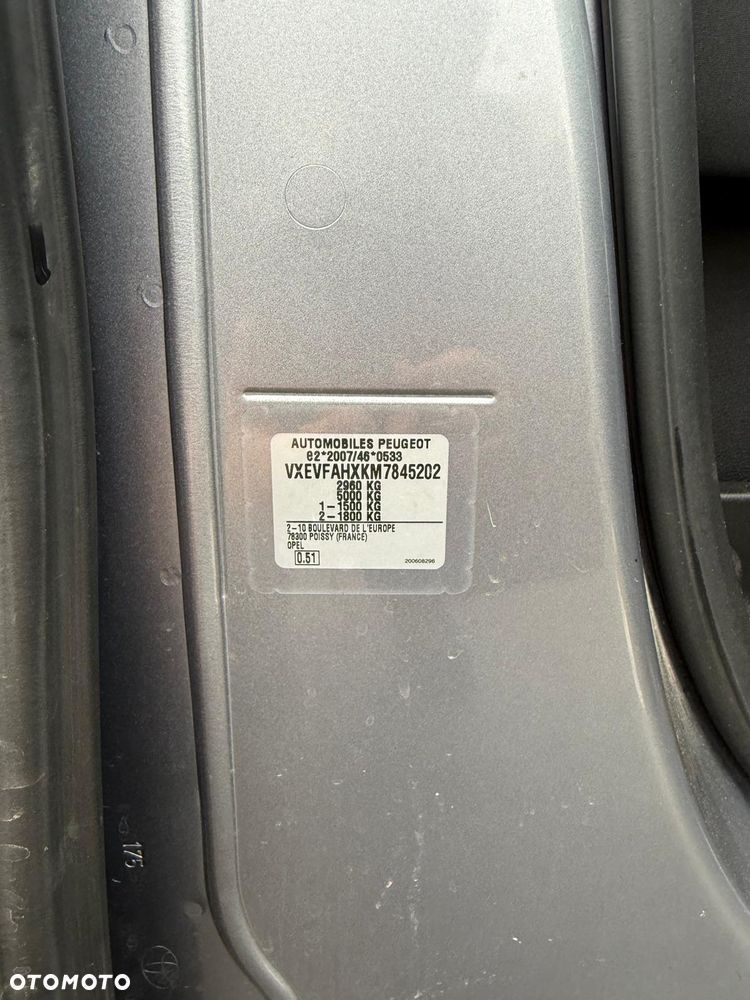 AUTOMOBILES PEUGEOT
e2*2007/46*0533
VXEVFAHXKM7845202
2960 KG
5000 KG
1-1500 KG
2-1800 KG
2-10 BOULEVARD DE L'EUROPE
78300 POISSY (FRANCE)
OPEL
0.51
200608296
175
OTOMOTO